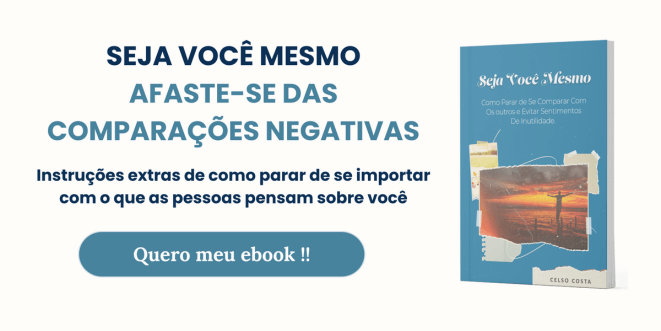 SEJA VOCÊ MESMO
AFASTE-SE DAS
COMPARAÇÕES NEGATIVAS
Instruções extras de como parar de se importar
com o que as pessoas pensam sobre você
Quero meu ebook !!
Seja Você Mesmo
Como Parar de Se Comparar Com
Os outros e Evitar Senomentos
De Inutilidade.
CELSO COSTA